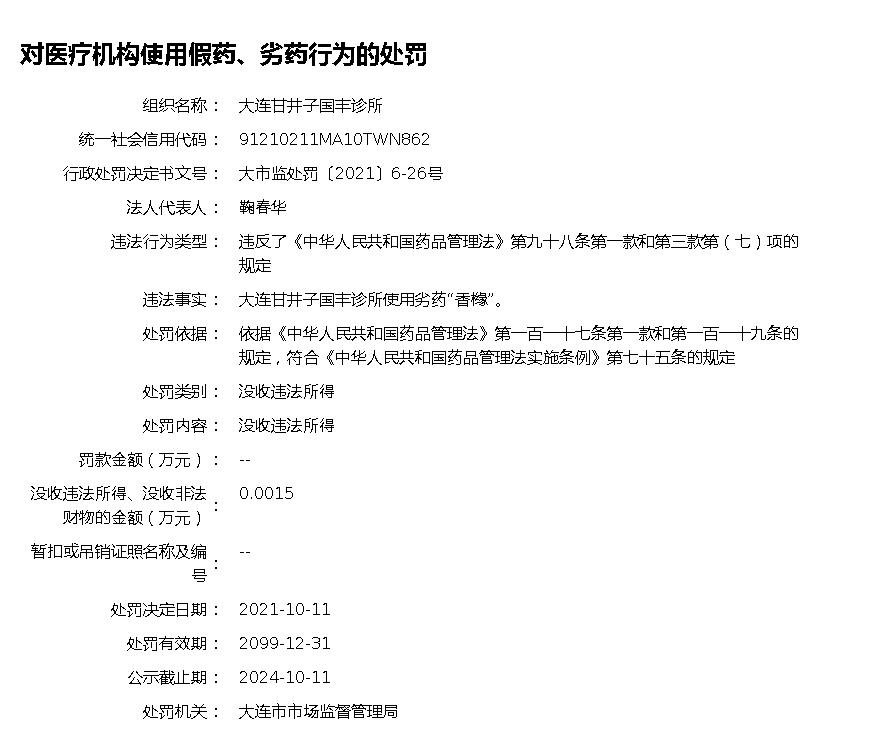 对医疗机构使用假药、劣药行为的处罚
组织名称： 大连甘井子国丰诊所
统一社会信用代码： 91210211MA10TWN862
行政处罚决定书文号： 大市监处罚〔2021〕6-26号
法人代表人： 鞠春华
违法行为类型： 违反了《中华人民共和国药品管理法》第九十八条第一款和第三款第（七）项的
规定
违法事实： 大连甘井子国丰诊所使用劣药“香橼”。
处罚依据： 依据《中华人民共和国药品管理法》第一百一十七条第一款和第一百一十九条的
规定，符合《中华人民共和国药品管理法实施条例》第七十五条的规定
处罚类别： 没收违法所得
处罚内容： 没收违法所得
罚款金额（万元）： --
没收违法所得、没收非法
财物的金额（万元）： 0.0015
暂扣或吊销证照名称及编
号： --
处罚决定日期： 2021-10-11
处罚有效期： 2099-12-31
公示截止期： 2024-10-11
处罚机关： 大连市市场监督管理局